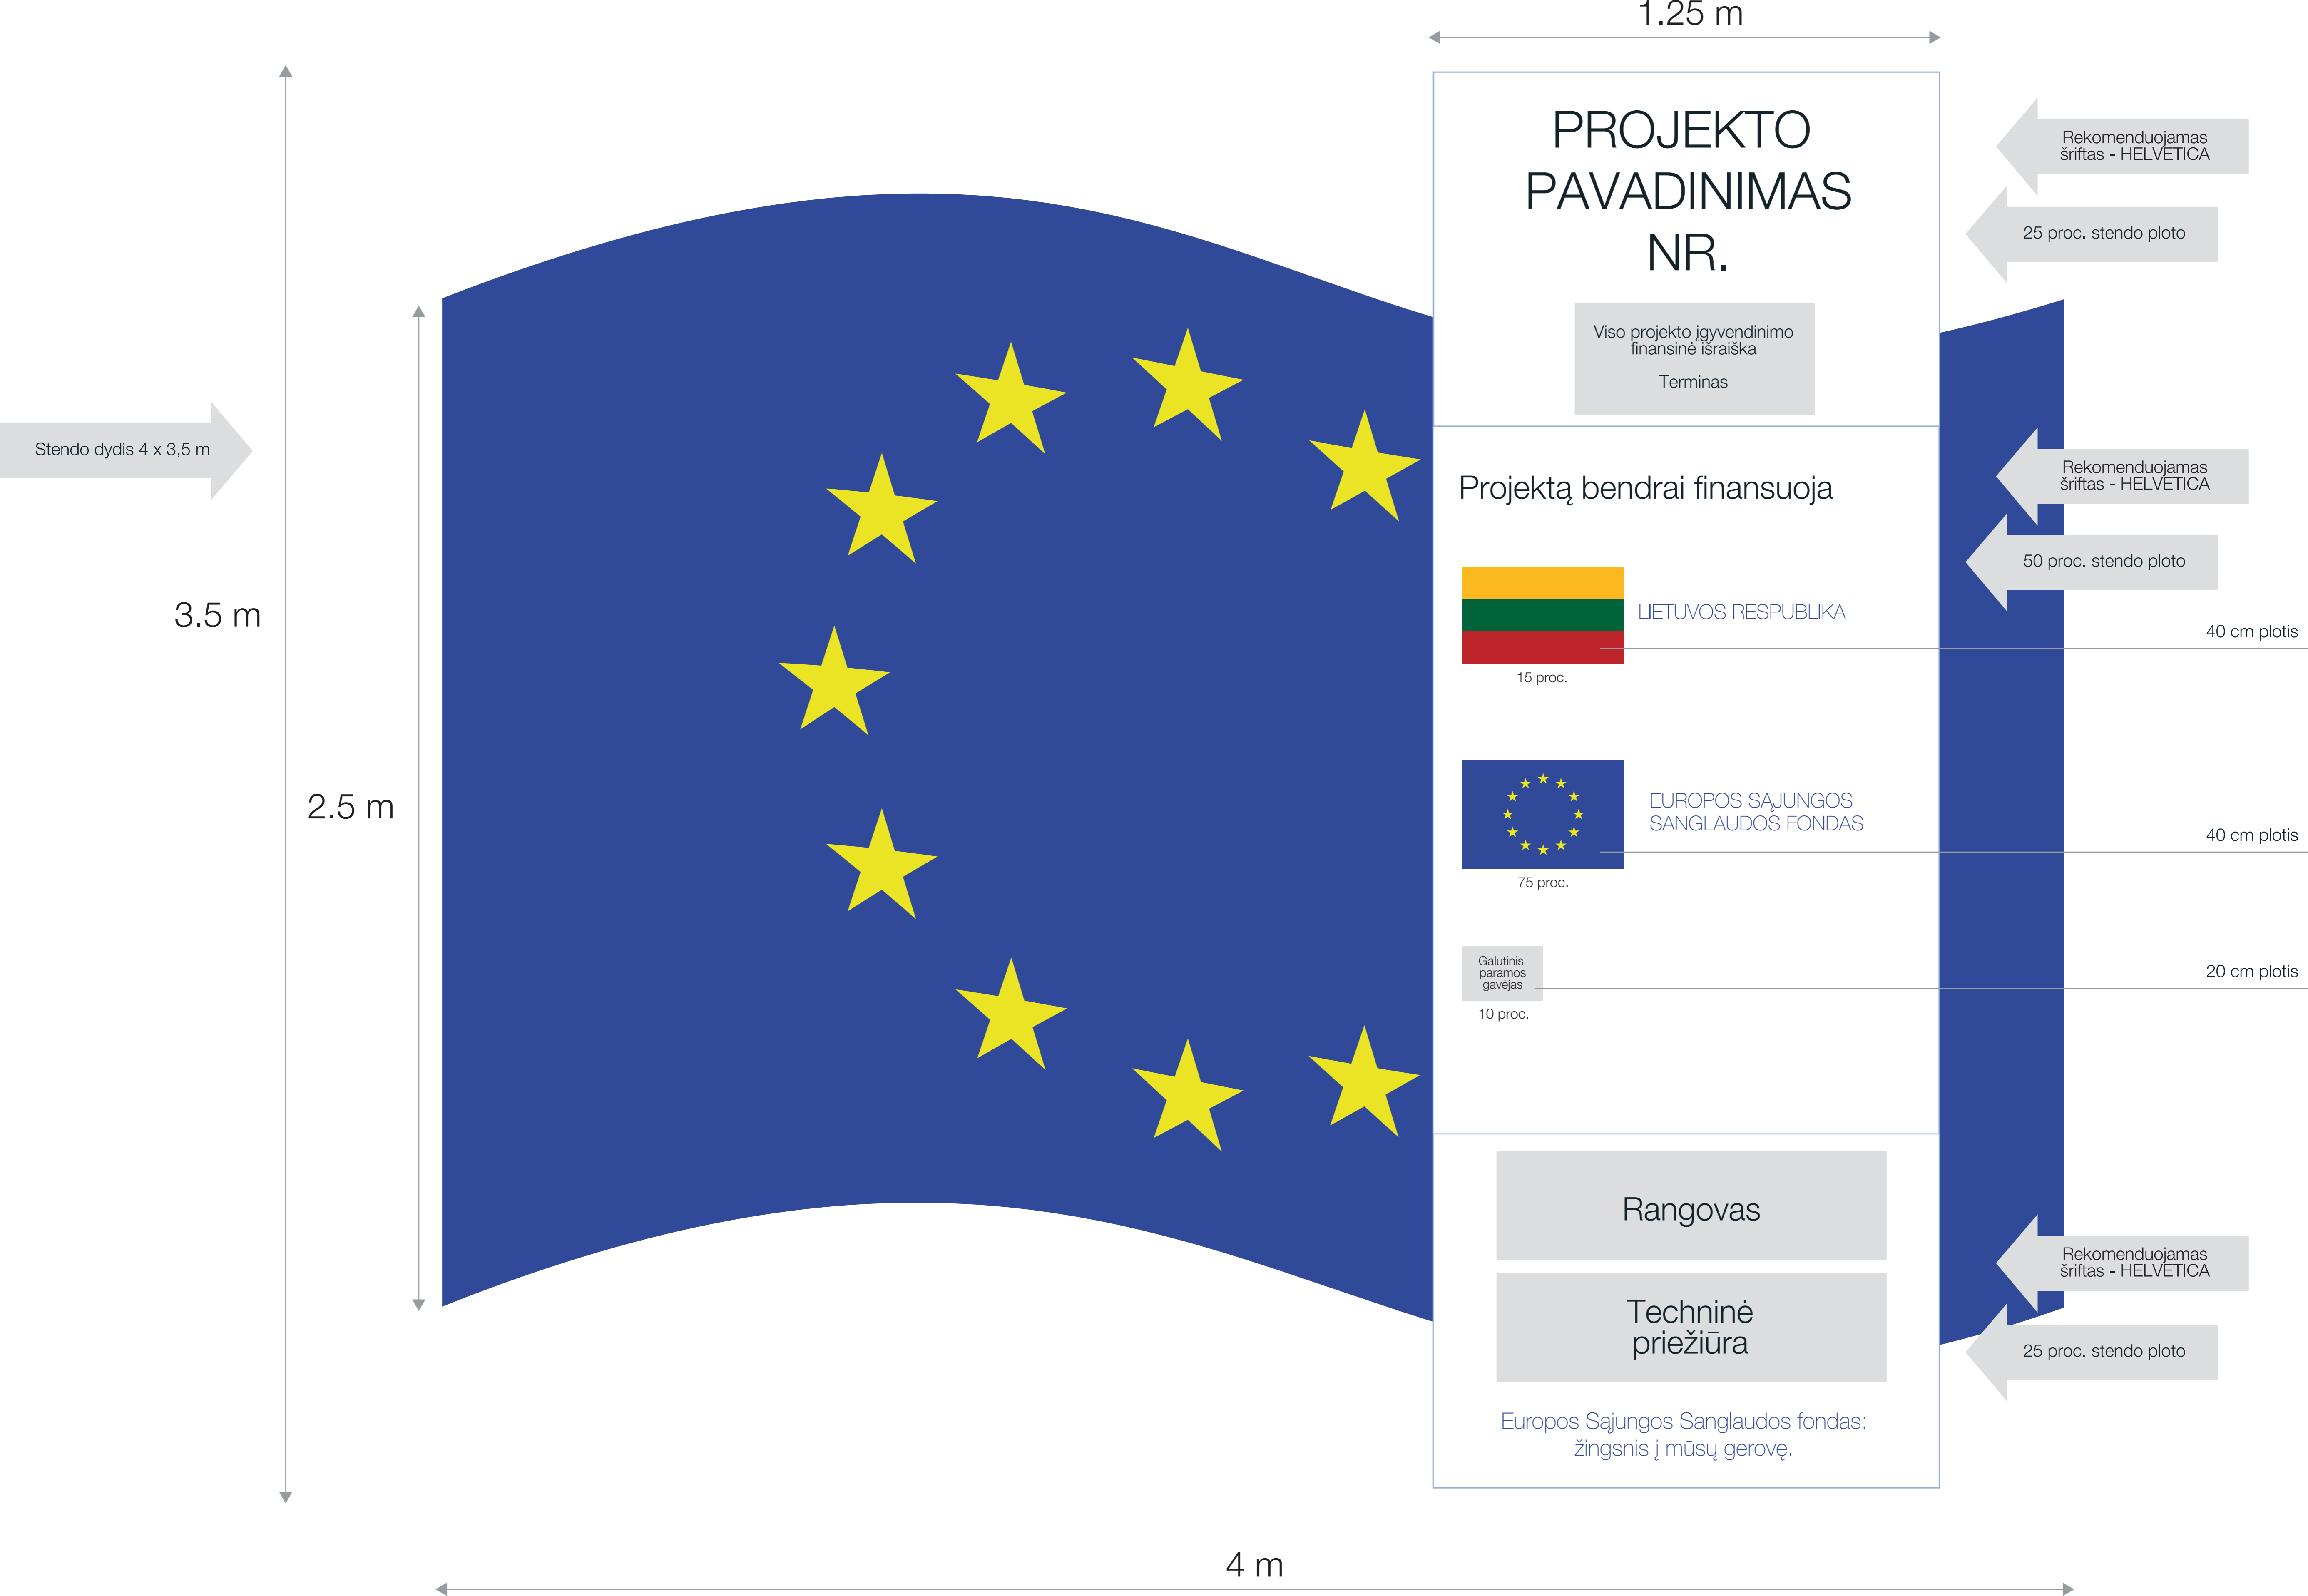 1.25 m
PROJEKTO
PAVADINIMAS
NR.
Viso projekto įgyvendinimo
finansinė išraiška
Terminas
Rekomenduojamas
šriftas - HELVETICA
25 proc. stendo ploto
Stendo dydis 4 x 3,5 m
3.5 m
2.5 m
Projektą bendrai finansuoja
LIETUVOS RESPUBLIKA
15 proc.
Rekomenduojamas
šriftas - HELVETICA
50 proc. stendo ploto
40 cm plotis
EUROPOS SĄJUNGOS
SANGLAUDOS FONDAS
75 proc.
40 cm plotis
Galutinis
paramos
gavėjas
10 proc.
20 cm plotis
Rangovas
Techninė
priežiūra
Rekomenduojamas
šriftas - HELVETICA
25 proc. stendo ploto
Europos Sąjungos Sanglaudos fondas:
žingsnis į mūsų gerovę.
4 m